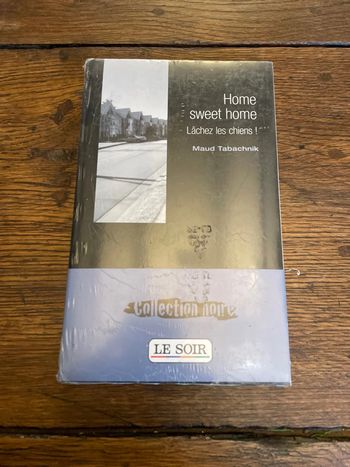 Home
sweet home
Lâchez les chiens !
Maud Tabachnik
Collection noire
LE SOIR